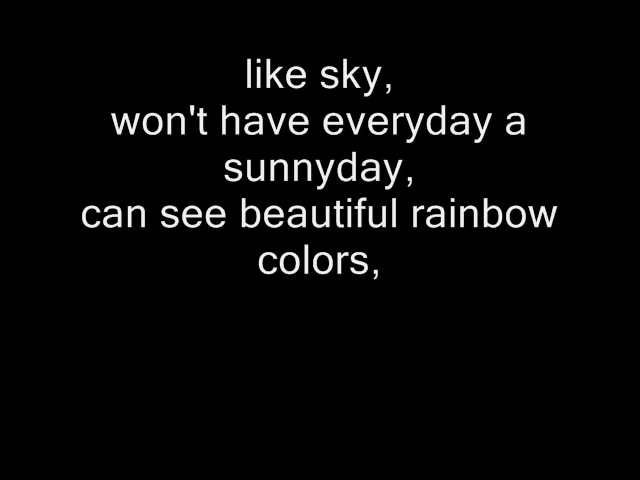 like sky,
won't have everyday a
sunnyday,
can see beautiful rainbow
colors,